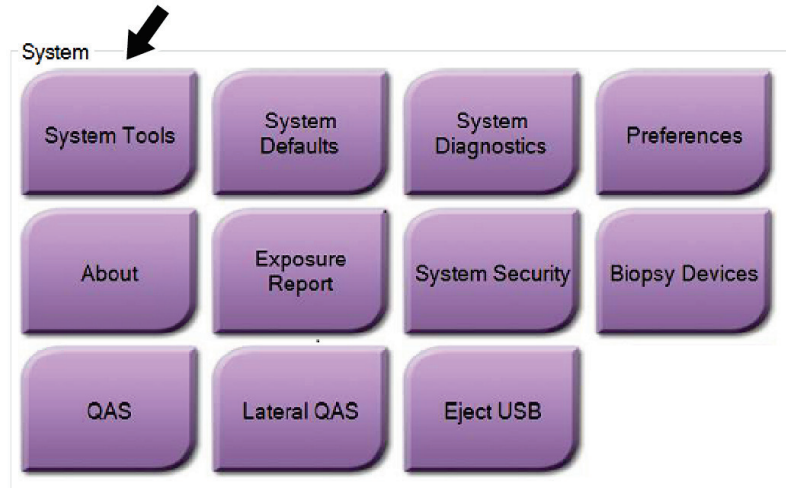 System
System Tools
System
Defaults
System
Diagnostics
Preferences
About
Exposure
Report
System Security
Biopsy Devices
QAS
Lateral QAS
Eject USB